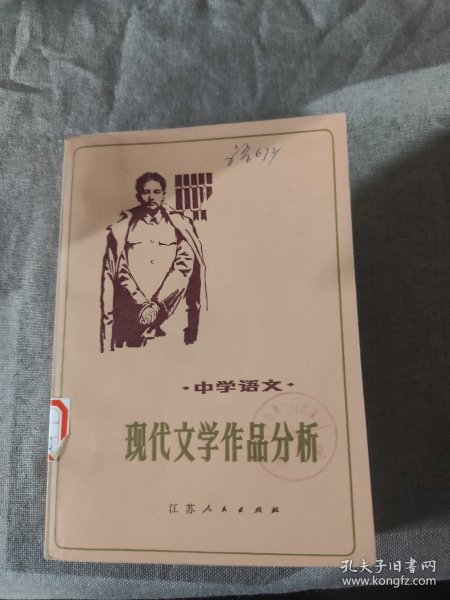 ·中学语文·
现代文学作品分析
江苏人民出版社
孔夫子旧书网
www.kongfz.com